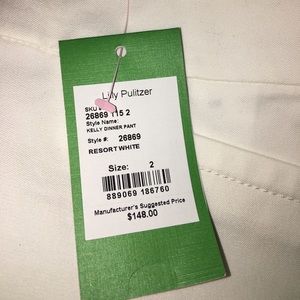 Lilly Pulitzer
SKU #
26869 115 2
Style Name:
KELLY DINNER PANT
Style #: 26869
RESORT WHITE
Size: 2
889069 186760
Manufacturer's Suggested Price
$148.00